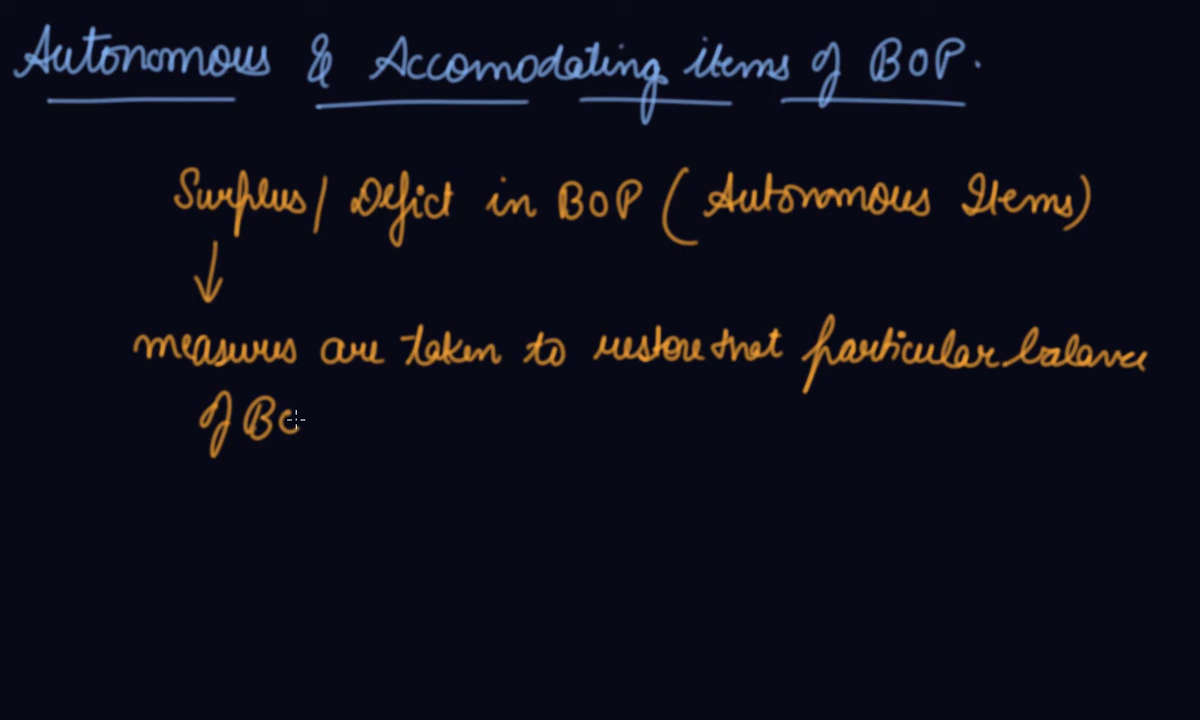 Autonomous & Accomodating items of BOP.
Surplus / Deficit in BOP (Autonomous Items)
↓
measures are taken to restore that particular balance
of BO